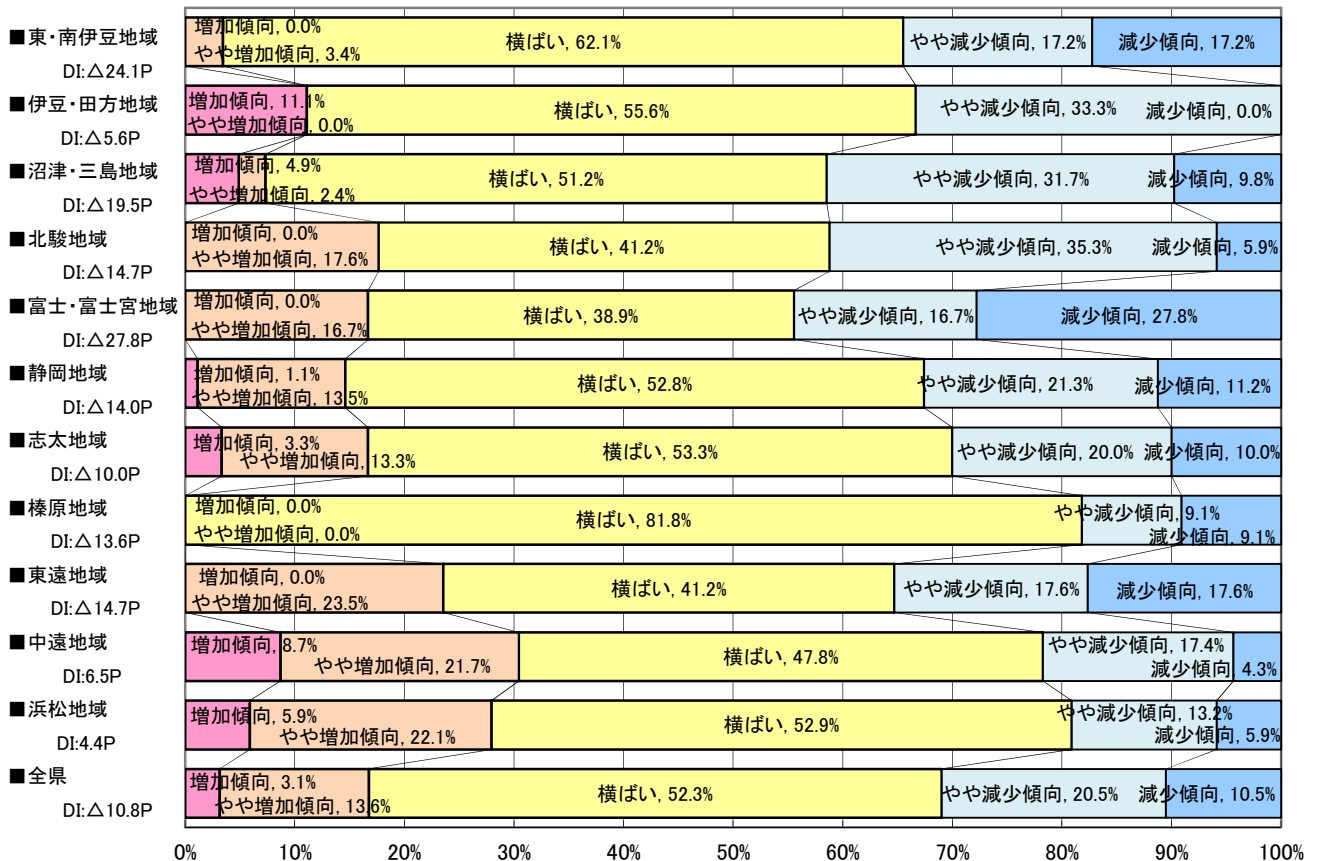 ■東・南伊豆地域
DI:△24.1P
増加傾向, 0.0%
やや増加傾向, 3.4%
横ばい, 62.1%
やや減少傾向, 17.2%
減少傾向, 17.2%
■伊豆・田方地域
DI:△5.6P
増加傾向, 11.1%
やや増加傾向, 0.0%
横ばい, 55.6%
やや減少傾向, 33.3%
減少傾向, 0.0%
■沼津・三島地域
DI:△19.5P
増加傾向, 4.9%
やや増加傾向, 2.4%
横ばい, 51.2%
やや減少傾向, 31.7%
減少傾向, 9.8%
■北駿地域
DI:△14.7P
増加傾向, 0.0%
やや増加傾向, 17.6%
横ばい, 41.2%
やや減少傾向, 35.3%
減少傾向, 5.9%
■富士・富士宮地域
DI:△27.8P
増加傾向, 0.0%
やや増加傾向, 16.7%
横ばい, 38.9%
やや減少傾向, 16.7%
減少傾向, 27.8%
■静岡地域
DI:△14.0P
増加傾向, 1.1%
やや増加傾向, 13.5%
横ばい, 52.8%
やや減少傾向, 21.3%
減少傾向, 11.2%
■志太地域
DI:△10.0P
増加傾向, 3.3%
やや増加傾向, 13.3%
横ばい, 53.3%
やや減少傾向, 20.0%
減少傾向, 10.0%
■榛原地域
DI:△13.6P
増加傾向, 0.0%
やや増加傾向, 0.0%
横ばい, 81.8%
やや減少傾向, 9.1%
減少傾向, 9.1%
■東遠地域
DI:△14.7P
増加傾向, 0.0%
やや増加傾向, 23.5%
横ばい, 41.2%
やや減少傾向, 17.6%
減少傾向, 17.6%
■中遠地域
DI:6.5P
増加傾向, 8.7%
やや増加傾向, 21.7%
横ばい, 47.8%
やや減少傾向, 17.4%
減少傾向, 4.3%
■浜松地域
DI:4.4P
増加傾向, 5.9%
やや増加傾向, 22.1%
横ばい, 52.9%
やや減少傾向, 13.2%
減少傾向, 5.9%
■全県
DI:△10.8P
増加傾向, 3.1%
やや増加傾向, 13.6%
横ばい, 52.3%
やや減少傾向, 20.5%
減少傾向, 10.5%
0% 10% 20% 30% 40% 50% 60% 70% 80% 90% 100%